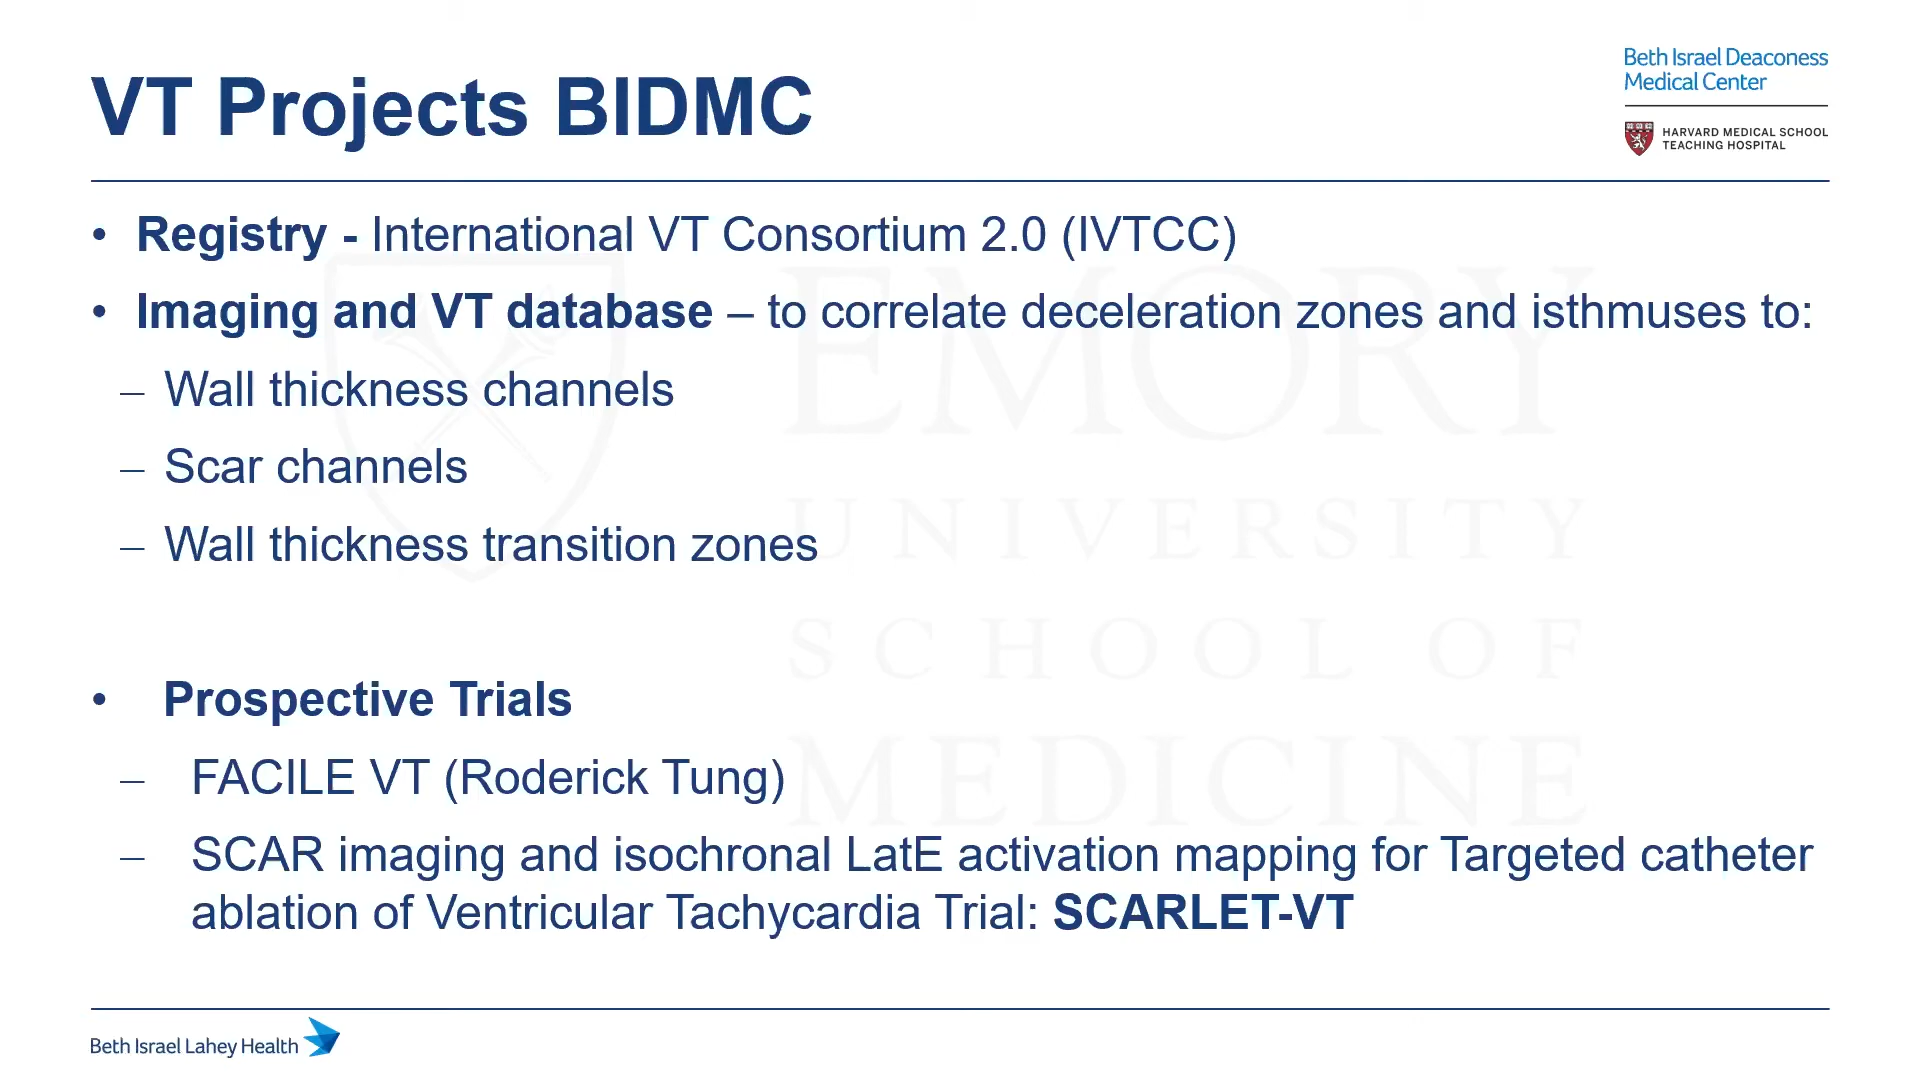 VT Projects BIDMC
Beth Israel Deaconess
Medical Center
HARVARD MEDICAL SCHOOL
TEACHING HOSPITAL
• Registry - International VT Consortium 2.0 (IVTCC)
• Imaging and VT database – to correlate deceleration zones and isthmuses to:
– Wall thickness channels
– Scar channels
– Wall thickness transition zones
• Prospective Trials
– FACILE VT (Roderick Tung)
– SCAR imaging and isochronal LatE activation mapping for Targeted catheter
ablation of Ventricular Tachycardia Trial: SCARLET-VT
EMORY
UNIVERSITY
SCHOOL OF
MEDICINE
Beth Israel Lahey Health